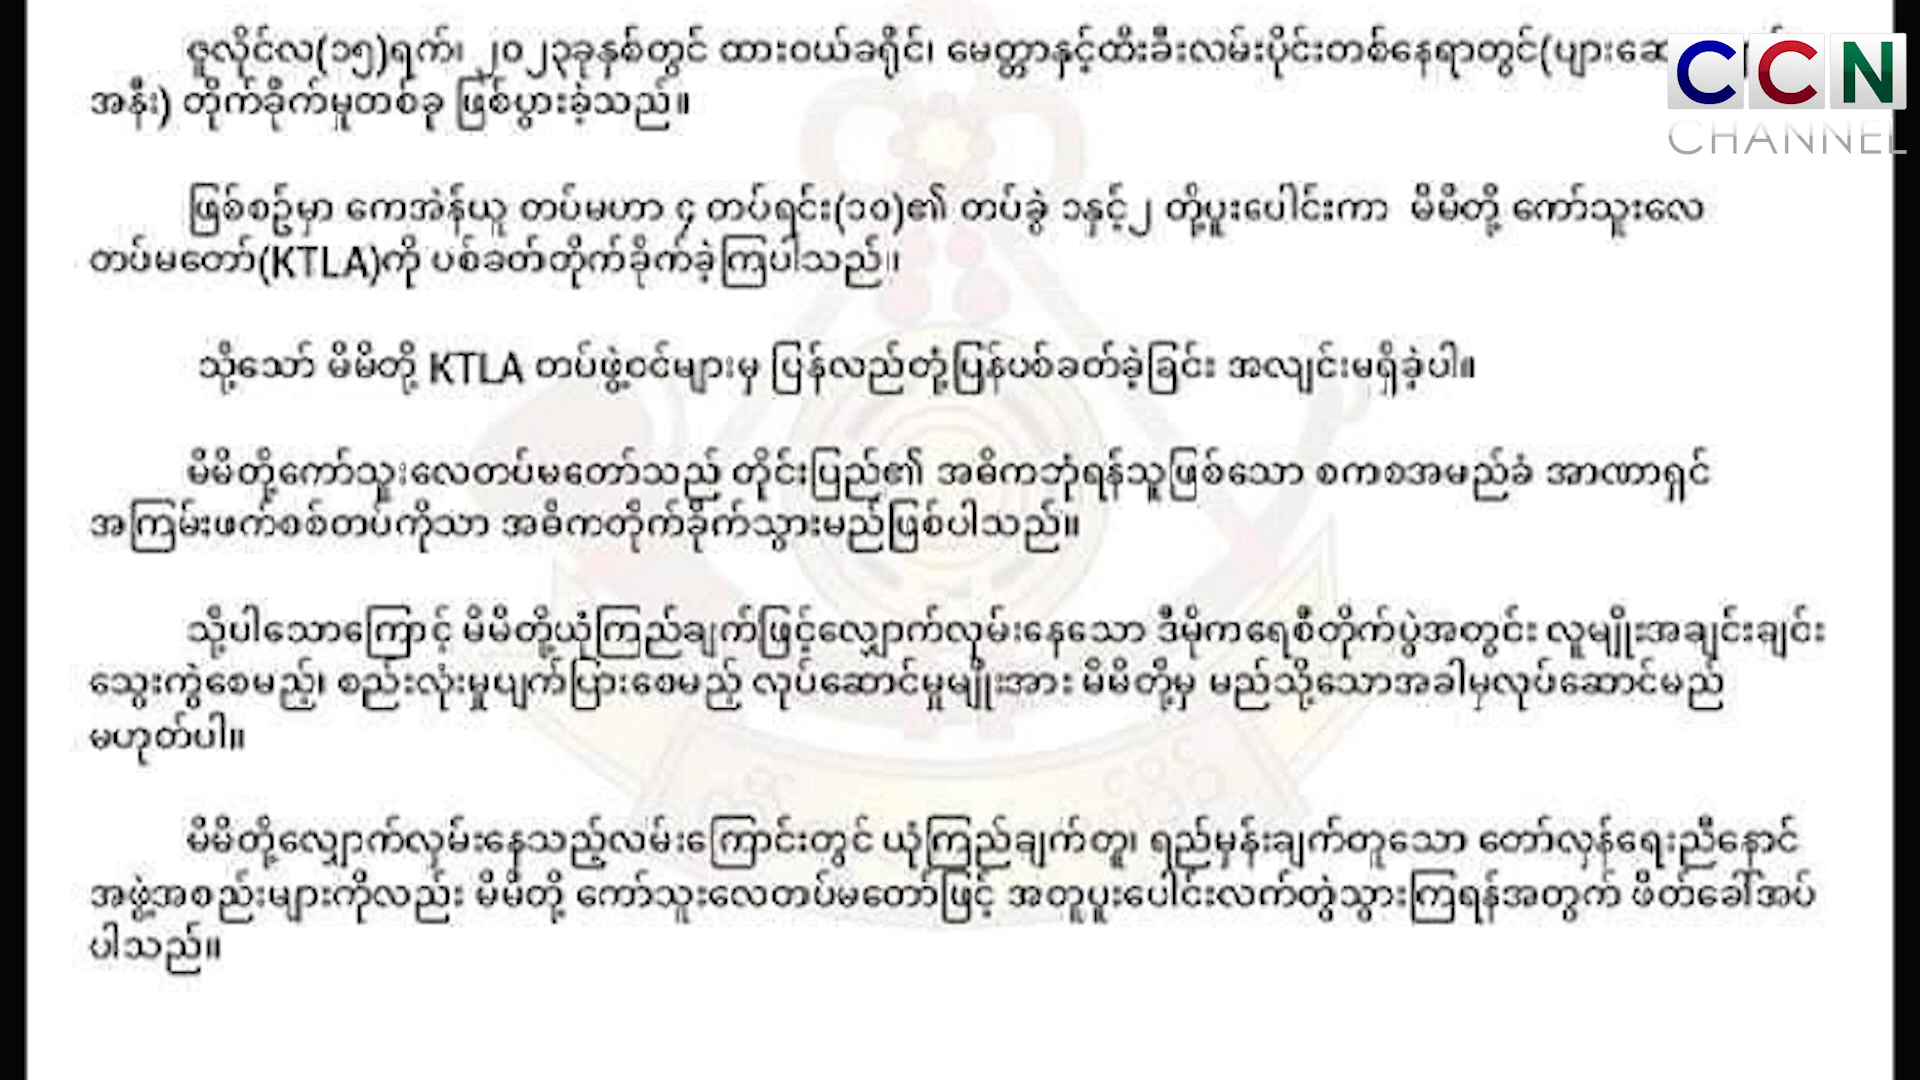 ဇူလိုင်လ(၁၅)ရက်၊ ၂၀၂၃ခုနှစ်တွင် ထားဝယ်ခရိုင်၊ မေတ္တာနှင့်ထီးခီးလမ်းပိုင်းတစ်နေရာတွင်(ပျား
အနီး) တိုက်ခိုက်မှုတစ်ခု ဖြစ်ပွားခဲ့သည်။
ဖြစ်စဥ်မှာ ကေအဲန်ယူ တပ်မဟာ ၄ တပ်ရင်း(၁၀)၏ တပ်ခွဲ ၁နှင့်၂ တို့ပူးပေါင်းကာ မိမိတို့ ကော်သူးလေ
တပ်မတော်(KTLA)ကို ပစ်ခတ်တိုက်ခိုက်ခဲ့ကြပါသည်။
သို့သော် မိမိတို့ KTLA တပ်ဖွဲ့ဝင်များမှ ပြန်လည်တုံ့ပြန်ပစ်ခတ်ခဲ့ခြင်း အလျင်းမရှိခဲ့ပါ။
မိမိတို့ကော်သူးလေတပ်မတော်သည် တိုင်းပြည်၏ အဓိကဘုံရန်သူဖြစ်သော စကစအမည်ခံ အာဏာရှင်
အကြမ်းဖက်စစ်တပ်ကိုသာ အဓိကတိုက်ခိုက်သွားမည်ဖြစ်ပါသည်။
သို့ပါသောကြောင့် မိမိတို့ယုံကြည်ချက်ဖြင့်လျှောက်လှမ်းနေသော ဒီမိုကရေစီတိုက်ပွဲအတွင်း လူမျိုးအချင်းချင်း
သွေးကွဲစေမည့်၊ စည်းလုံးမှုပျက်ပြားစေမည့် လုပ်ဆောင်မှုမျိုးအား မိမိတို့မှ မည်သို့သောအခါမှလုပ်ဆောင်မည်
မဟုတ်ပါ။
မိမိတို့လျှောက်လှမ်းနေသည့်လမ်းကြောင်းတွင် ယုံကြည်ချက်တူ၊ ရည်မှန်းချက်တူသော တော်လှန်ရေးညီနောင်
အဖွဲ့အစည်းများကိုလည်း မိမိတို့ ကော်သူးလေတပ်မတော်ဖြင့် အတူပူးပေါင်းလက်တွဲသွားကြရန်အတွက် ဖိတ်ခေါ်အပ်
ပါသည်။
CCN
CHANNEL